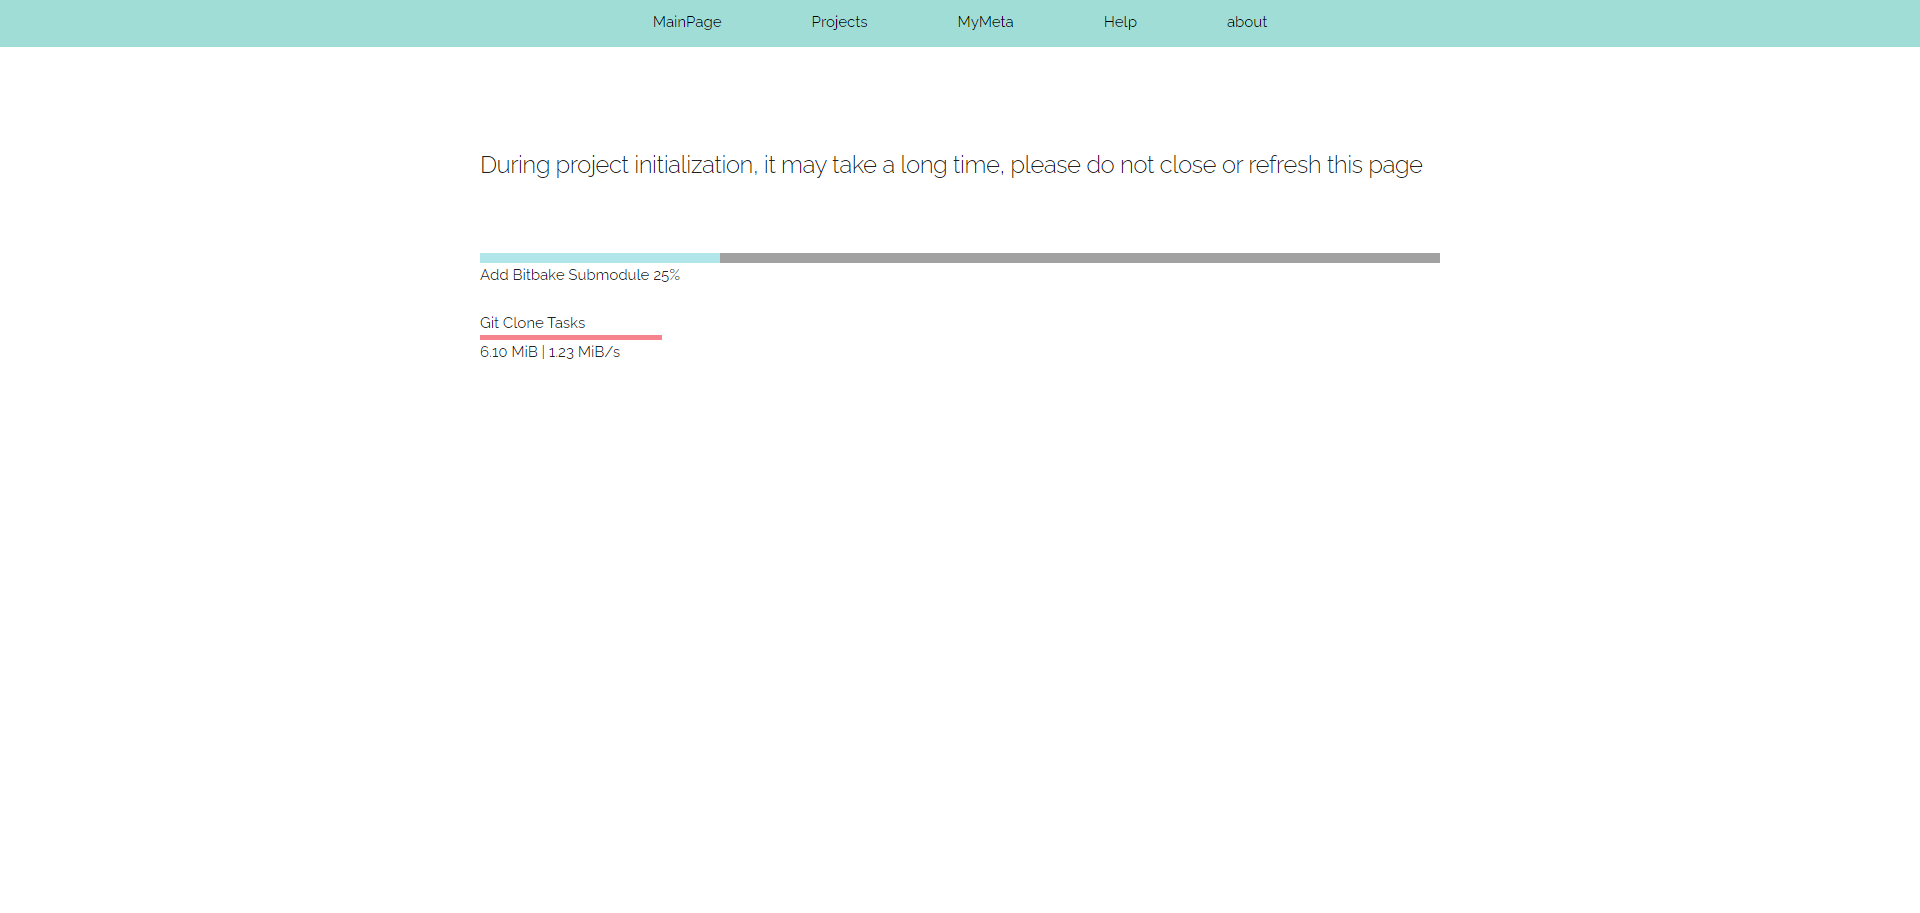 MainPage Projects MyMeta Help about
During project initialization, it may take a long time, please do not close or refresh this page
Add Bitbake Submodule 25%
Git Clone Tasks
6.10 MiB | 1.23 MiB/s